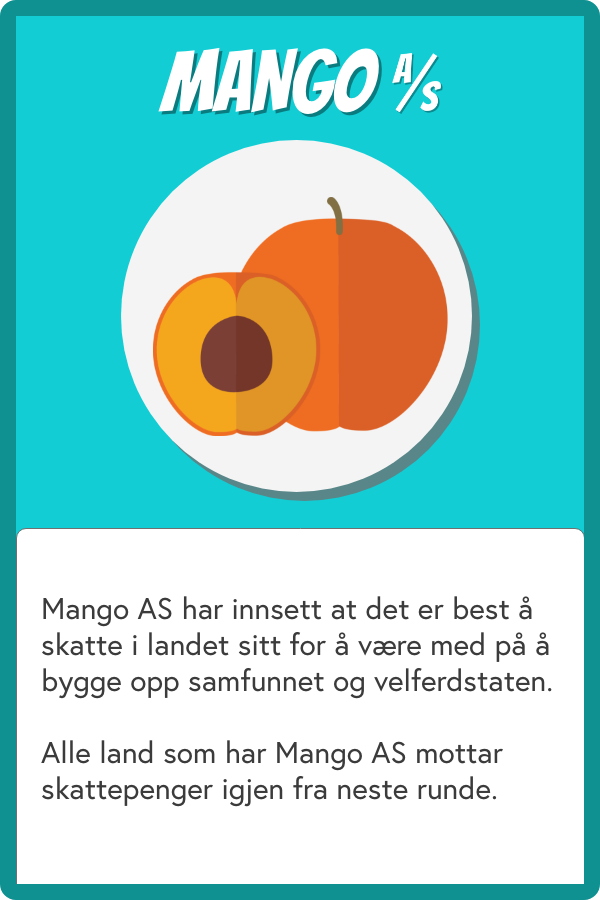 MANGO A/S
Mango AS har innsett at det er best å
skatte i landet sitt for å være med på å
bygge opp samfunnet og velferdstaten.
Alle land som har Mango AS mottar
skattepenger igjen fra neste runde.